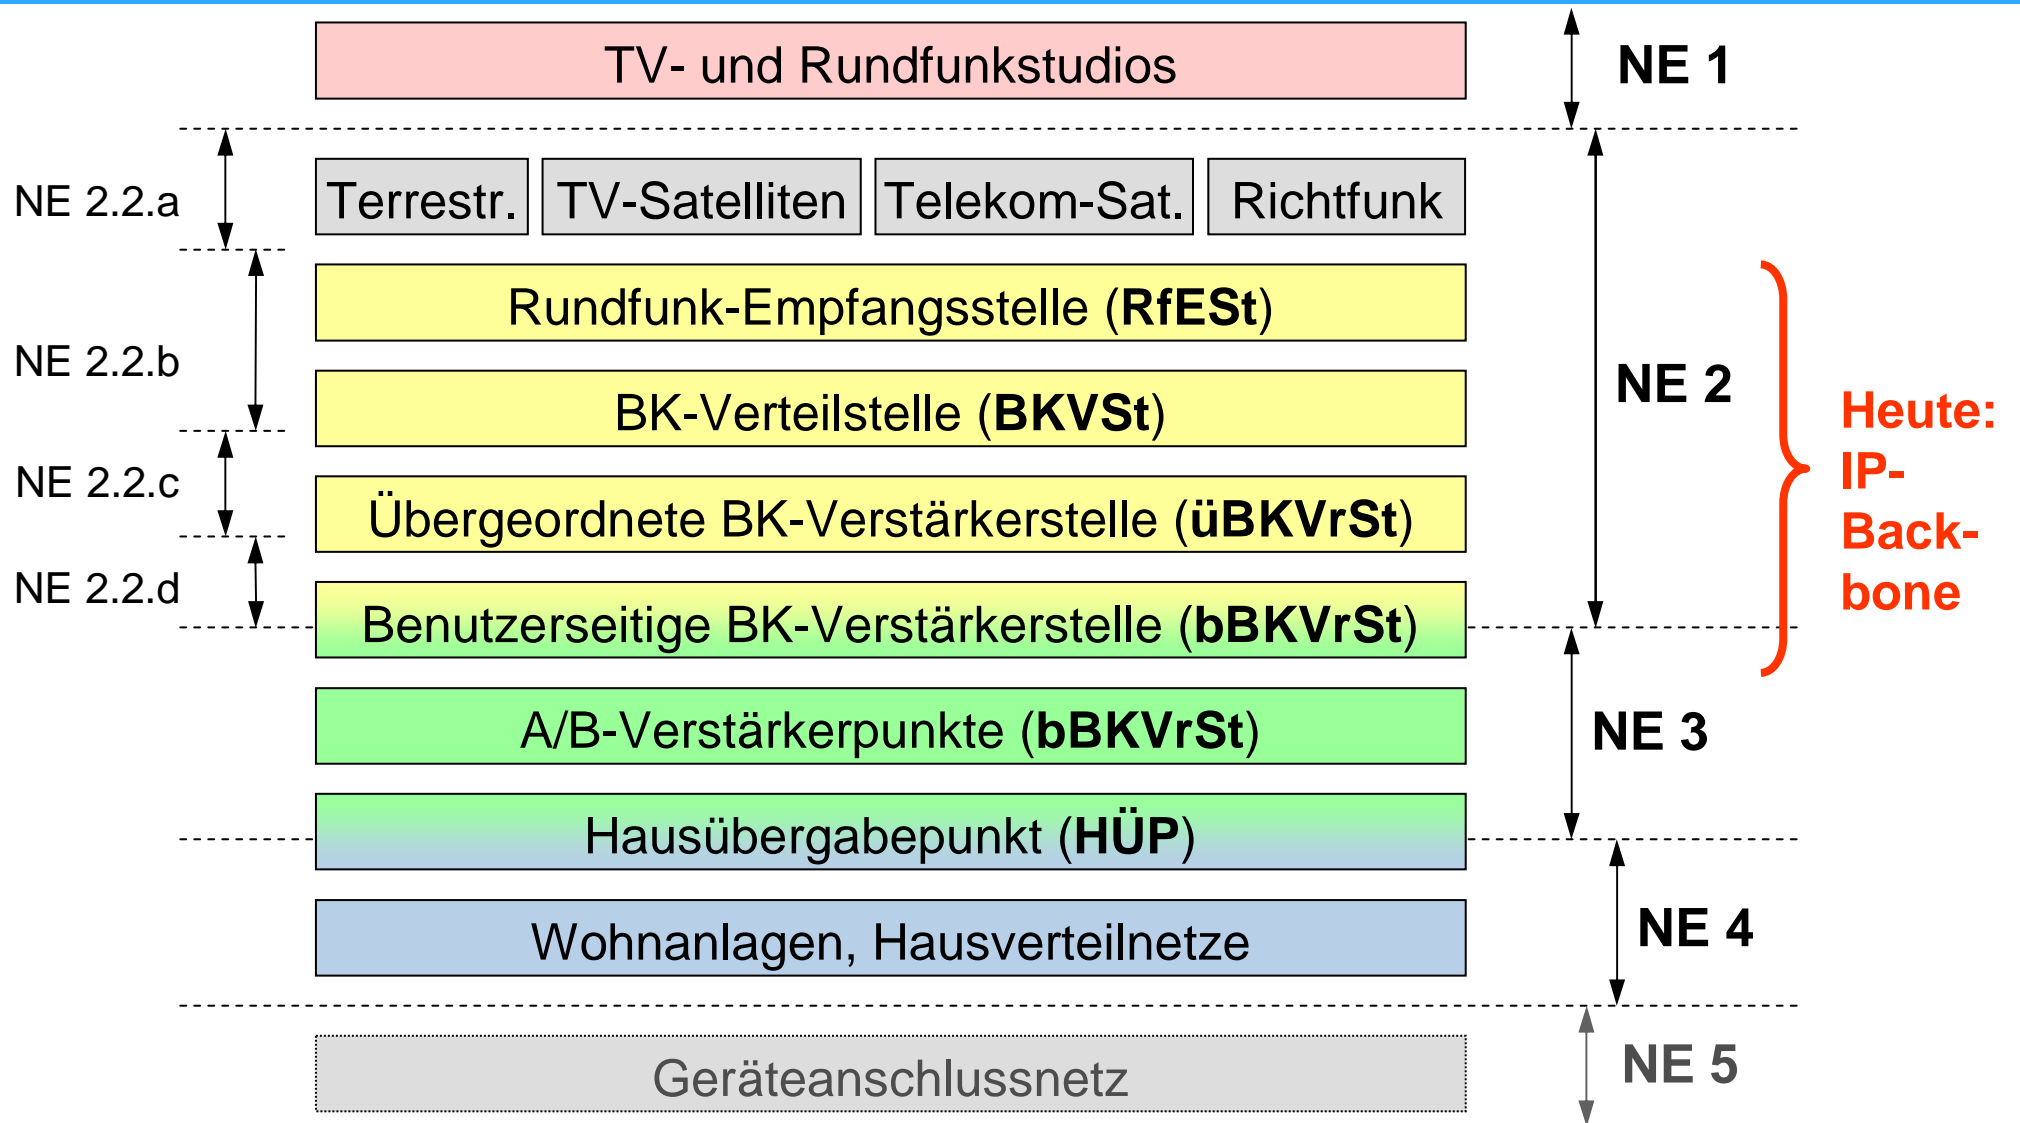 TV- und Rundfunkstudios
NE 1
NE 2.2.a
Terrestr.
TV-Satelliten
Telekom-Sat.
Richtfunk
Rundfunk-Empfangsstelle (RfESt)
NE 2.2.b
BK-Verteilstelle (BKVSt)
NE 2
NE 2.2.c
Übergeordnete BK-Verstärkerstelle (üBKVrSt)
Heute:
IP-
Back-
bone
NE 2.2.d
Benutzerseitige BK-Verstärkerstelle (bBKVrSt)
A/B-Verstärkerpunkte (bBKVrSt)
NE 3
Hausübergabepunkt (HÜP)
Wohnanlagen, Hausverteilnetze
NE 4
Geräteanschlussnetz
NE 5